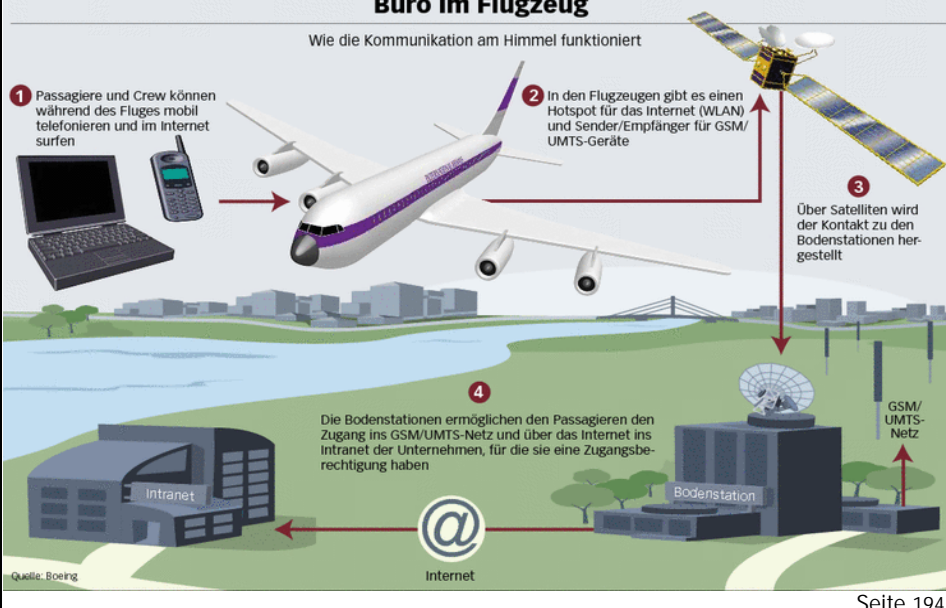 Büro im Flugzeug
Wie die Kommunikation am Himmel funktioniert
1 Passagiere und Crew können
während des Fluges mobil
telefonieren und im Internet
surfen
2 In den Flugzeugen gibt es einen
Hotspot für das Internet (WLAN)
und Sender/Empfänger für GSM/
UMTS-Geräte
3
Über Satelliten wird
der Kontakt zu den
Bodenstationen her-
gestellt
4
Die Bodenstationen ermöglichen den Passagieren den
Zugang ins GSM/UMTS-Netz und über das Internet ins
Intranet der Unternehmen, für die sie eine Zugangsbe-
rechtigung haben
GSM/
UMTS-
Netz
Intranet
Bodenstation
@
Internet
Quelle: Boeing
Seite 194